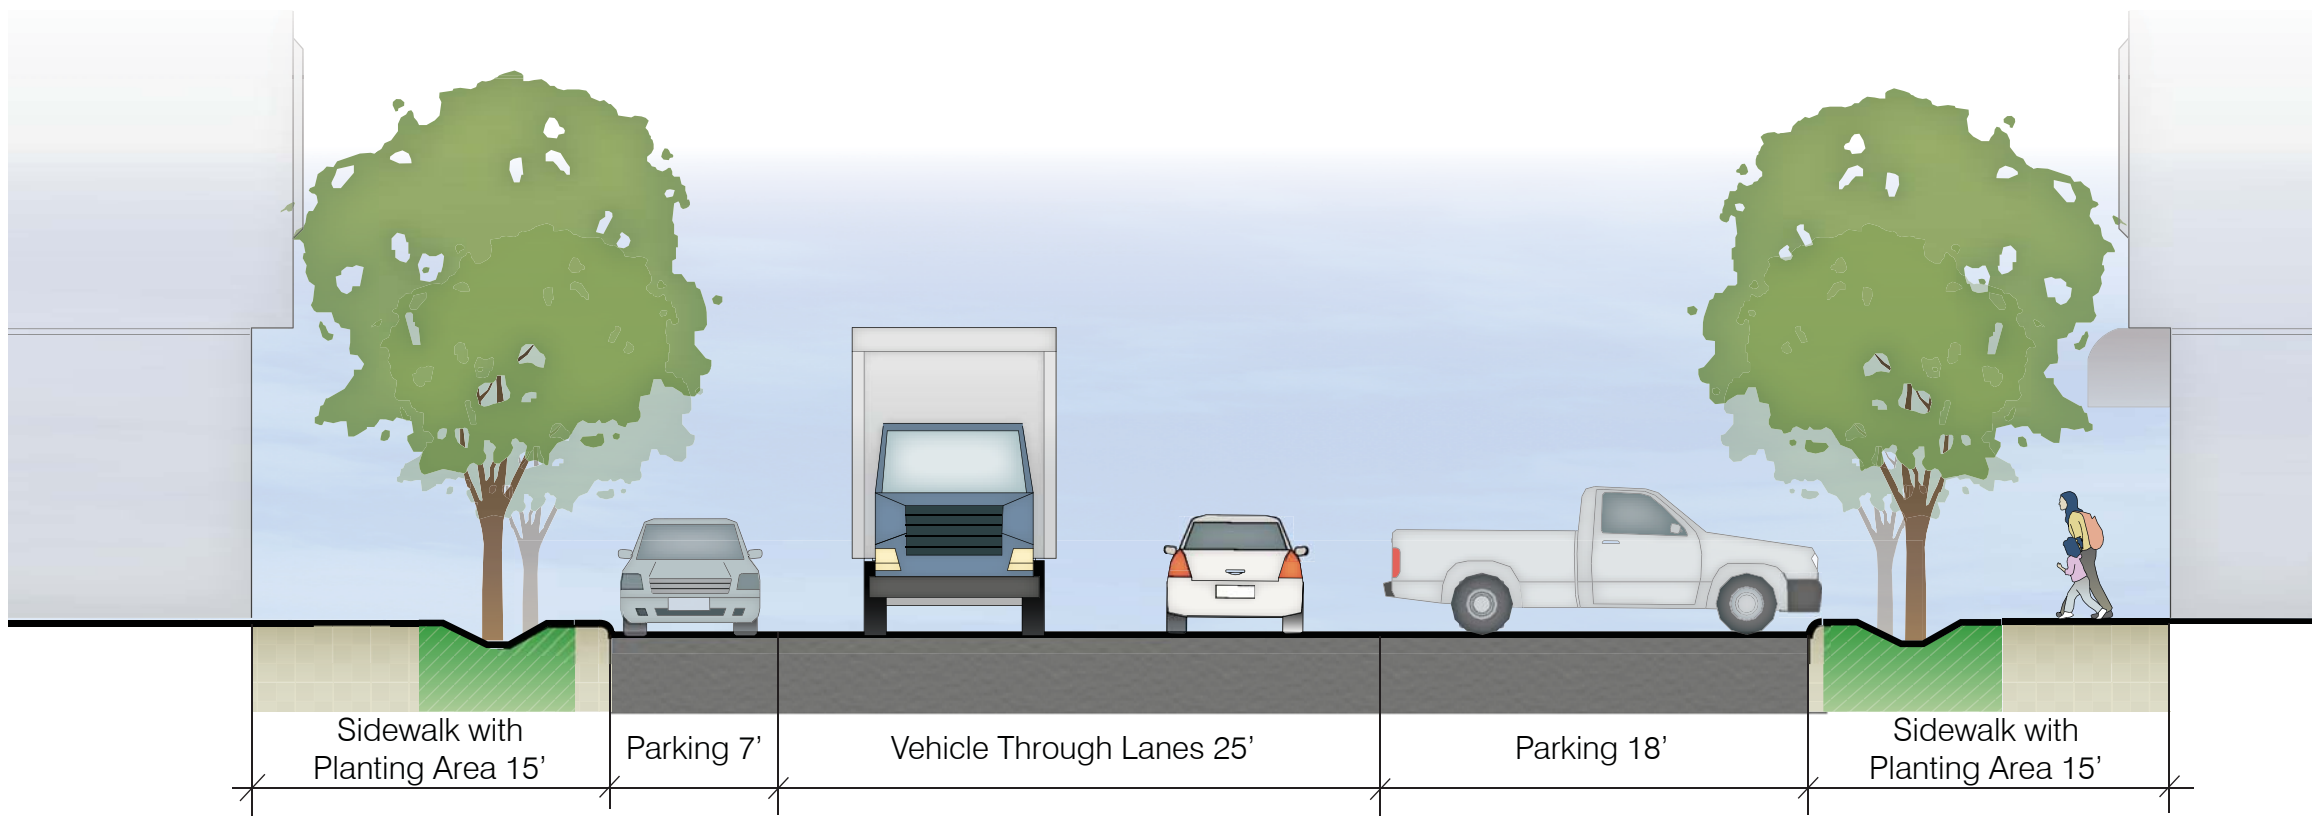 Sidewalk with
Planting Area 15’
Parking 7’
Vehicle Through Lanes 25’
Parking 18’
Sidewalk with
Planting Area 15’